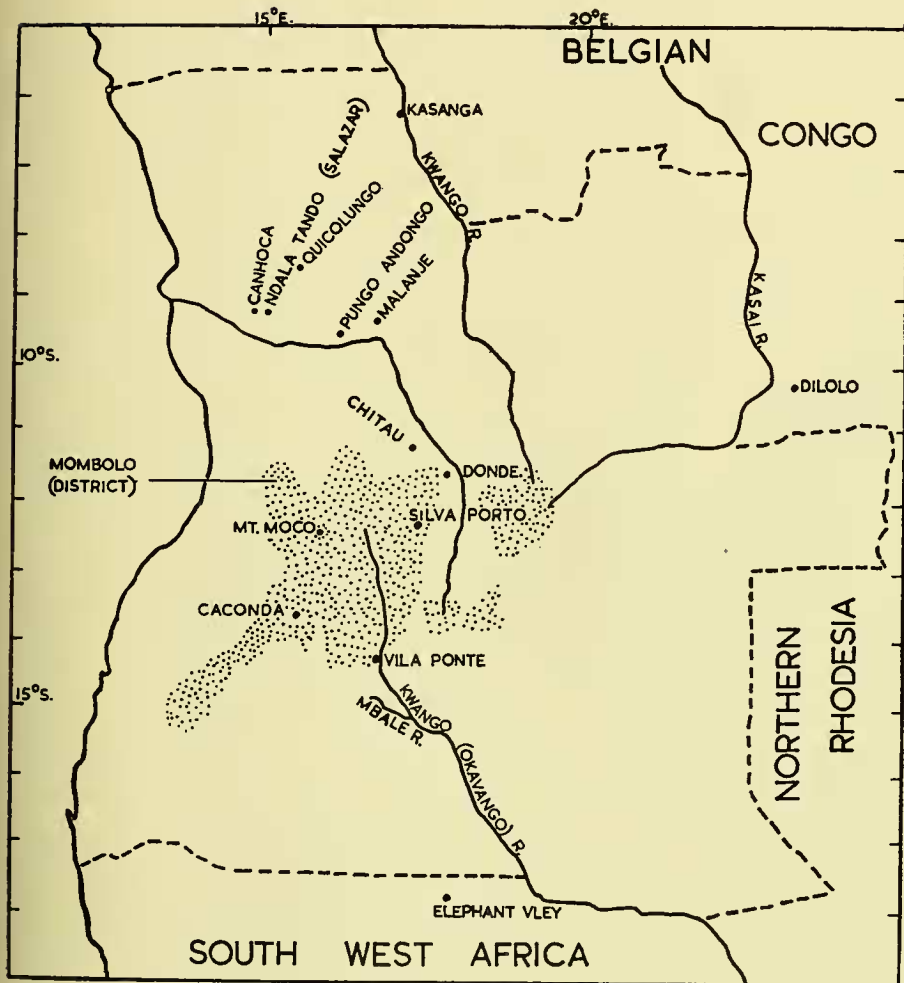 15°E.
20°E.
BELGIAN
CONGO
KASANGA
KWANGO R.
CANHOCA
NDALA TANDO (SALAZAR)
QUICOLUNGO
PUNGO ANDONGO
MALANJE
KASAI R.
10°S.
DILOLO
CHITAU
MOMBOLO
(DISTRICT)
DONDE.
SILVA PORTO
MT. MOCO
CACONDA
VILA PONTE
15°S.
KWANGO
(OKAVANGO) R.
MBALE R.
NORTHERN
RHODESIA
ELEPHANT VLEY
SOUTH WEST AFRICA